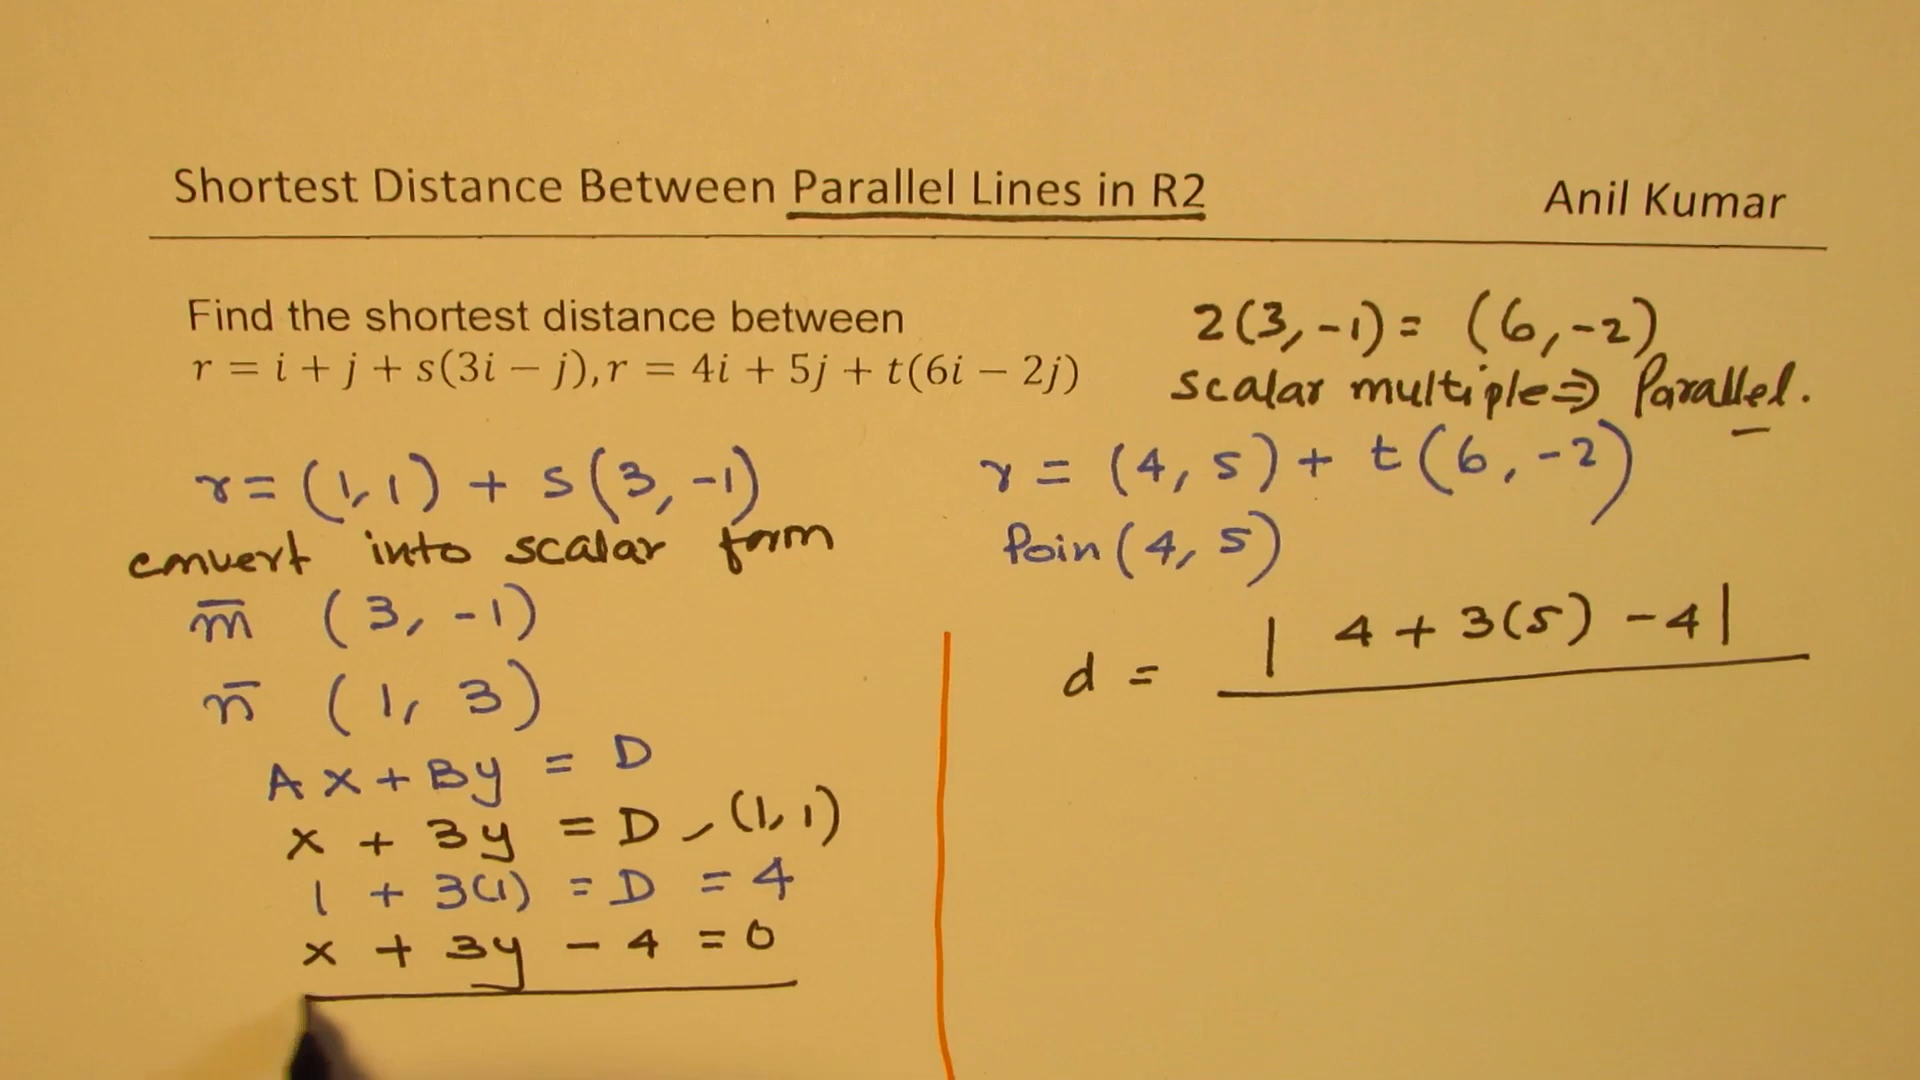 Shortest Distance Between Parallel Lines in R2 Anil Kumar
Find the shortest distance between
r = i + j + s(3i − j), r = 4i + 5j + t(6i − 2j)
2(3, -1) = (6, -2)
scalar multiple ⇒ Parallel.
r = (1, 1) + s(3, -1)
convert into scalar form
m̅ (3, -1)
n̅ (1, 3)
Ax + By = D
x + 3y = D, (1, 1)
1 + 3(1) = D = 4
x + 3y - 4 = 0
r = (4, 5) + t(6, -2)
Poin (4, 5)
d = | 4 + 3(5) - 4 |